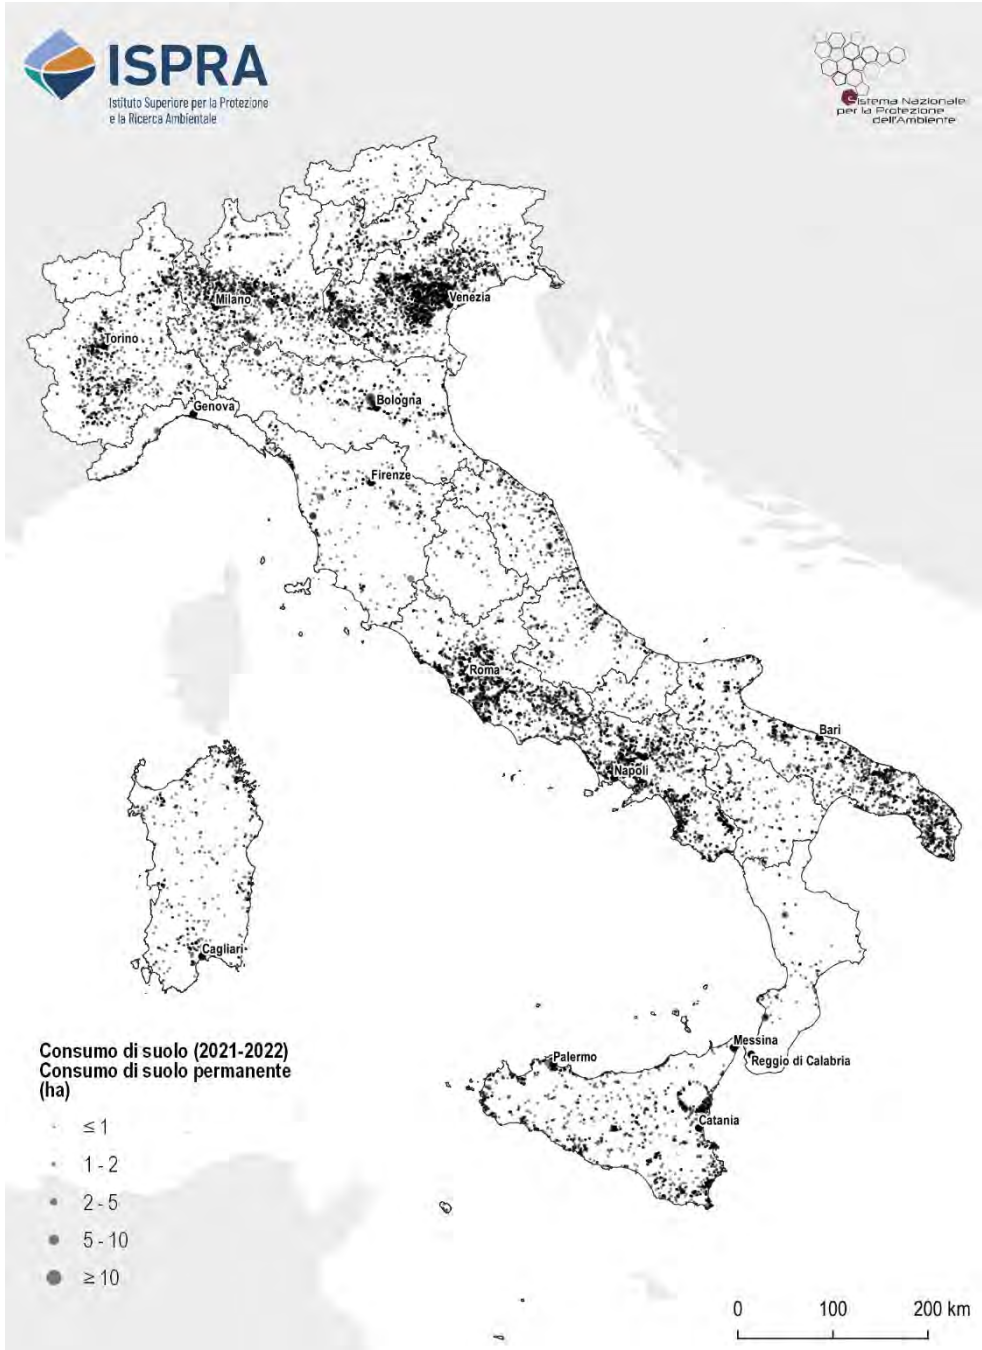 ISPRA
Istituto Superiore per la Protezione
e la Ricerca Ambientale
Sistema Nazionale
per la Protezione
dell'Ambiente
Milano
Venezia
Torino
Bologna
Genova
Firenze
Roma
Bari
Napoli
Cagliari
Messina
Palermo
Reggio di Calabria
Catania
Consumo di suolo (2021-2022)
Consumo di suolo permanente
(ha)
≤ 1
1 - 2
2 - 5
5 - 10
≥ 10
0 100 200 km